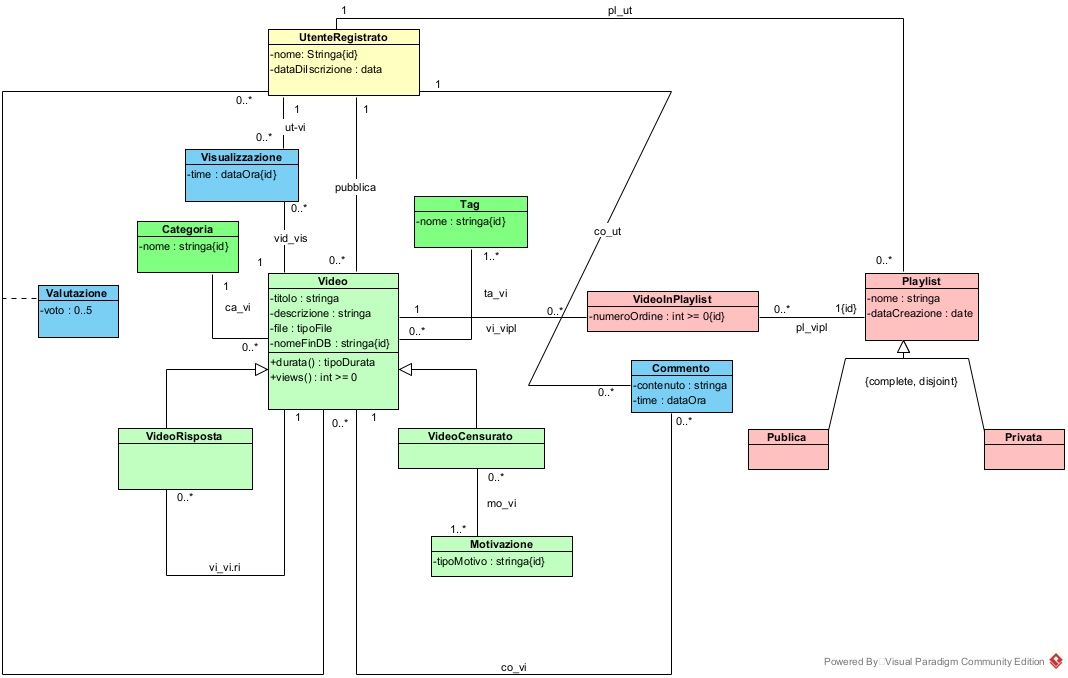 1
pl_ut
UtenteRegistrato
-nome: Stringa{id}
-dataDiIscrizione : data
1
0..*
1
1
ut-vi
0..*
Visualizzazione
-time : dataOra{id}
pubblica
Tag
-nome : stringa{id}
0..*
Categoria
-nome : stringa{id}
vid_vis
co_ut
1
0..*
1..*
0..*
Video
-titolo : stringa
-descrizione : stringa
-file : tipoFile
-nomeFinDB : stringa{id}
+durata() : tipoDurata
+views() : int >= 0
Playlist
-nome : stringa
-dataCreazione : date
Valutazione
-voto : 0..5
1
ca_vi
0..*
ta_vi
1
0..*
vi_vipl
0..*
VideoInPlaylist
-numeroOrdine : int >= 0{id}
0..*
1{id}
pl_vipl
Commento
-contenuto : stringa
-time : dataOra
0..*
0..*
{complete, disjoint}
1
0..*
1
VideoRisposta
VideoCensurato
Publica
Privata
0..*
0..*
mo_vi
1..*
Motivazione
-tipoMotivo : stringa{id}
vi_vi.ri
co_vi
Powered By Visual Paradigm Community Edition